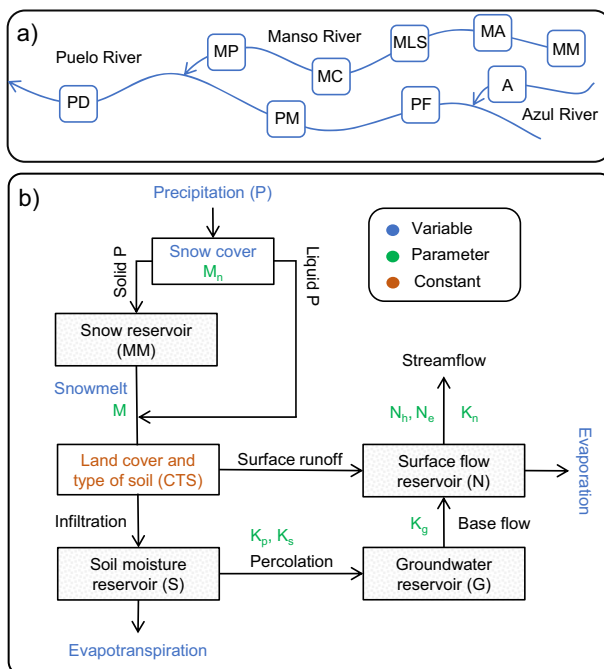 a)
Puelo River
Manso River
MP
MC
MLS
MA
MM
PD
PM
PF
A
Azul River
b)
Precipitation (P)
Snow cover
Mn
Solid P
Liquid P
Variable
Parameter
Constant
Snow reservoir
(MM)
Snowmelt
M
Streamflow
Nh, Ne
Kn
Land cover and
type of soil (CTS)
Surface runoff
Surface flow
reservoir (N)
Evaporation
Infiltration
Kp, Ks
Percolation
Kg
Base flow
Soil moisture
reservoir (S)
Groundwater
reservoir (G)
Evapotranspiration